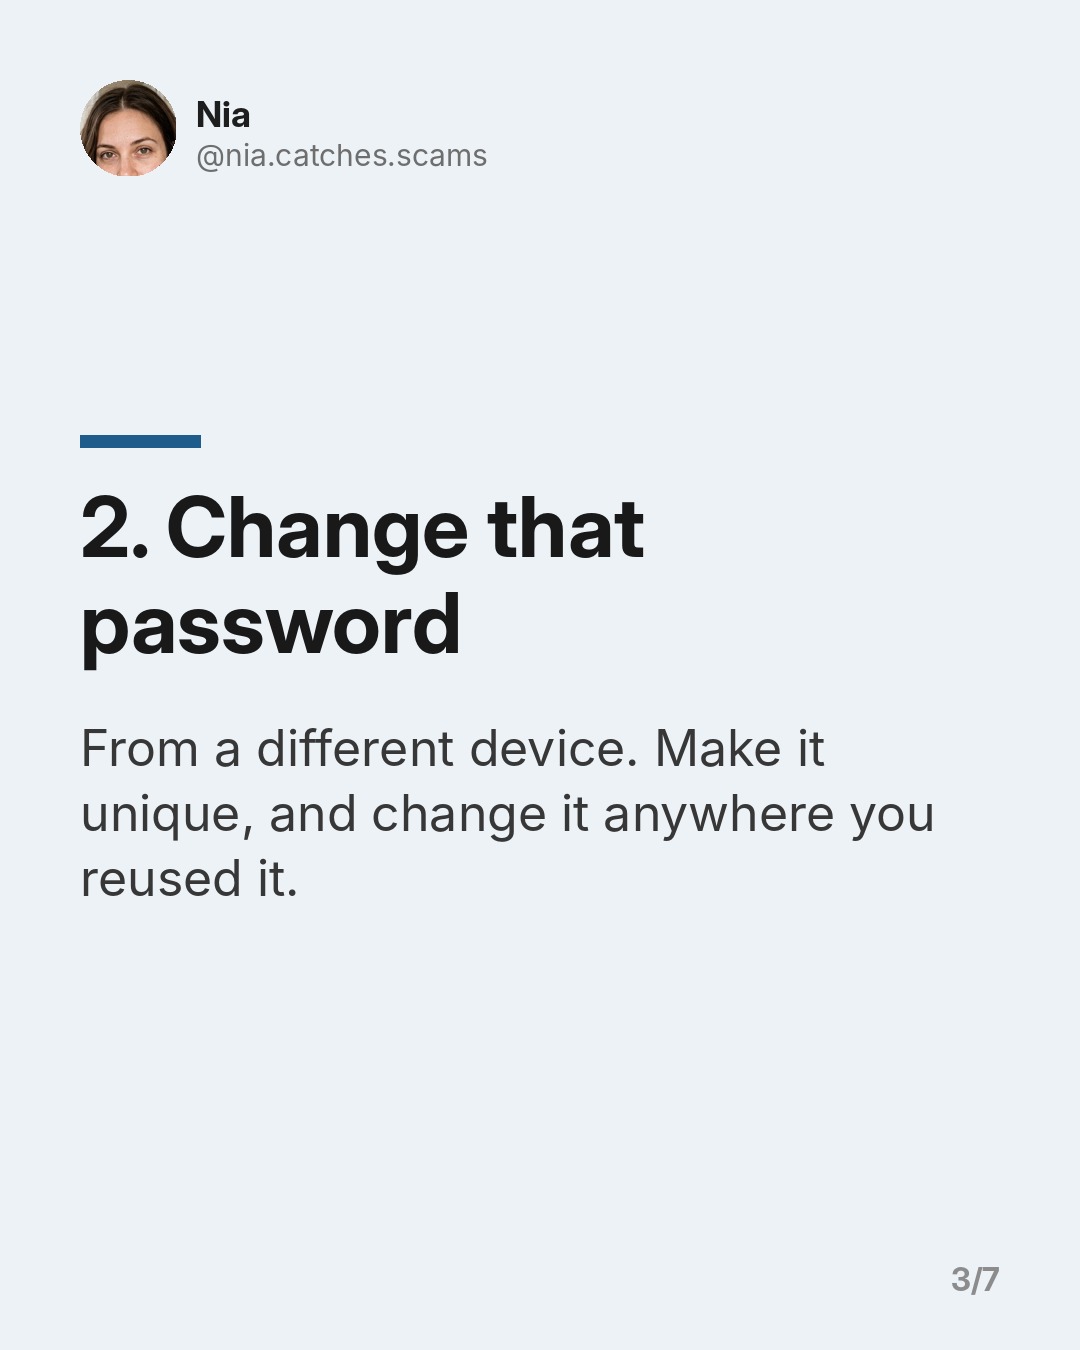 Nia
@nia.catches.scams
2. Change that
password
From a different device. Make it
unique, and change it anywhere you
reused it.
3/7